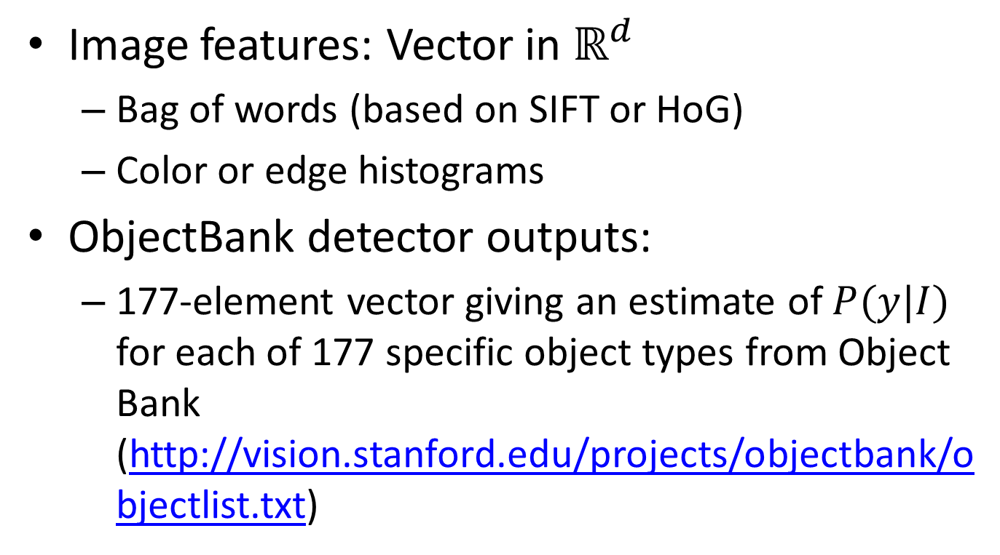 • Image features: Vector in ℝᵈ
– Bag of words (based on SIFT or HoG)
– Color or edge histograms
• ObjectBank detector outputs:
– 177-element vector giving an estimate of P(y|I)
for each of 177 specific object types from Object
Bank
(http://vision.stanford.edu/projects/objectbank/o
bjectlist.txt)